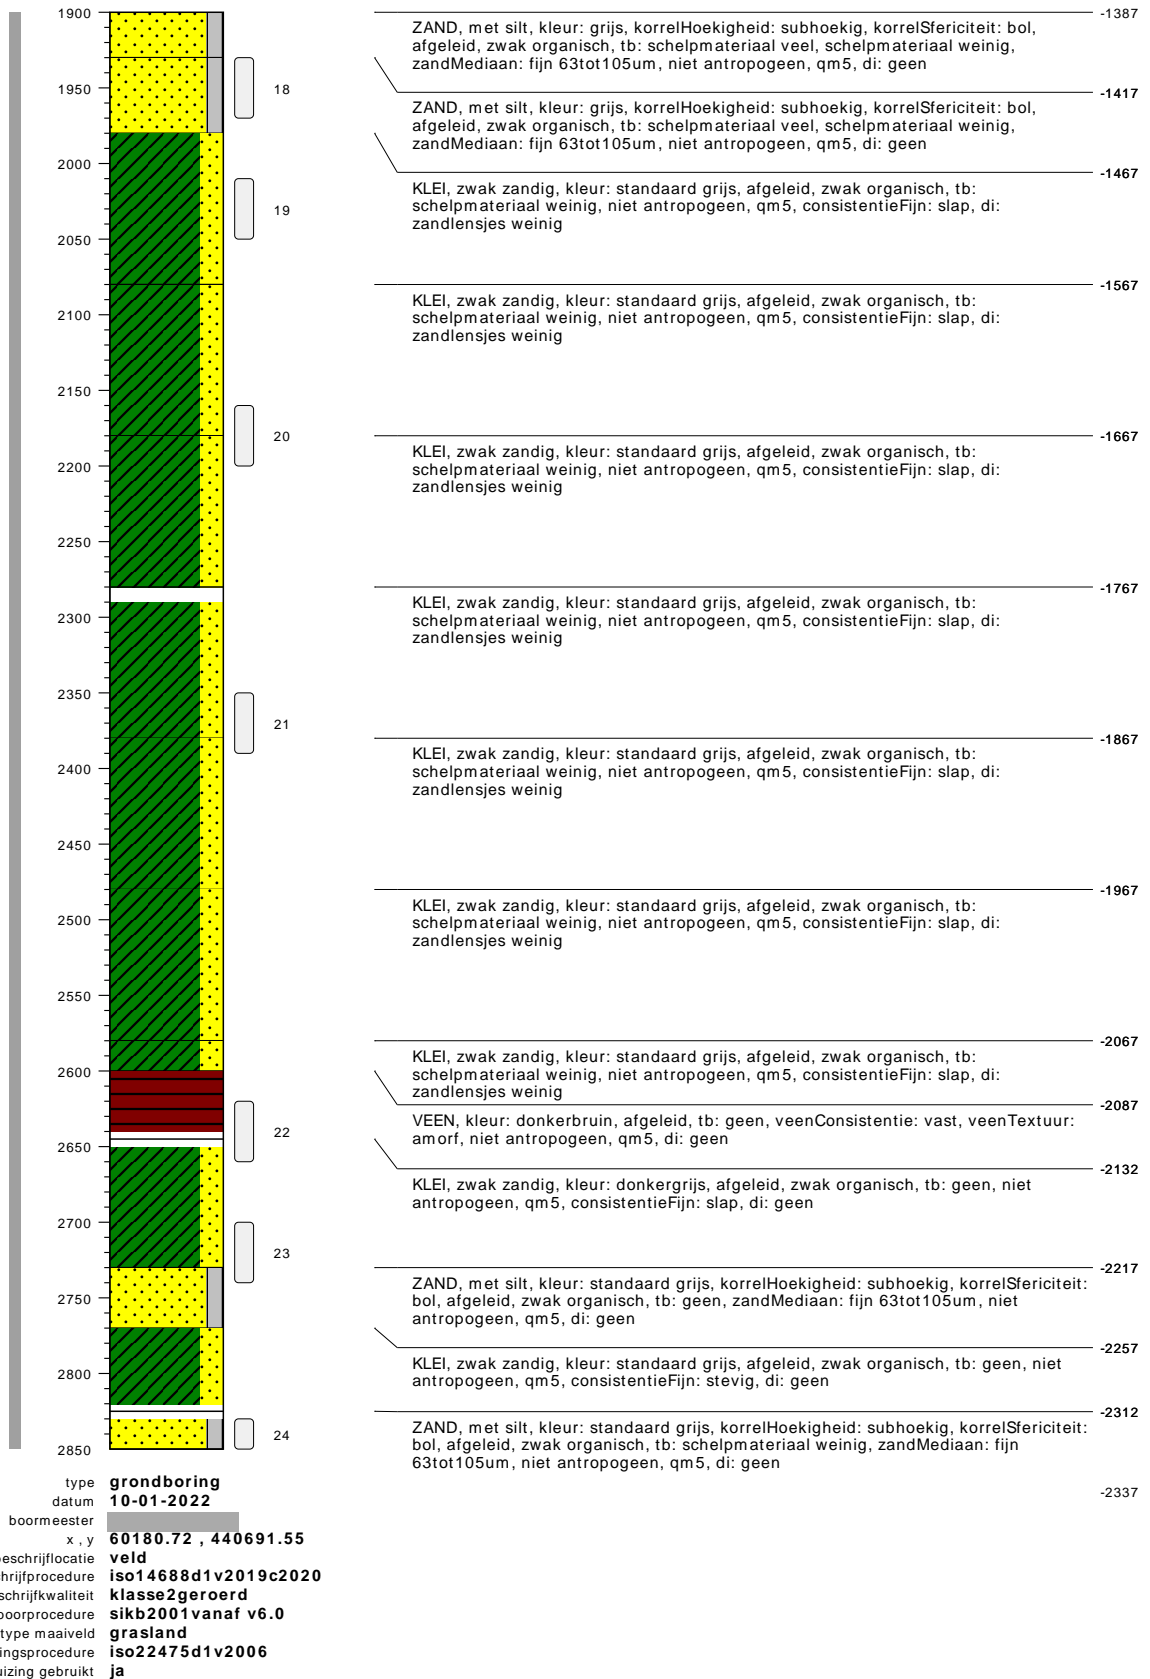 1900
1950
2000
2050
2100
2150
2200
2250
2300
2350
2400
2450
2500
2550
2600
2650
2700
2750
2800
2850
18
19
20
21
22
23
24
-1387
ZAND, met silt, kleur: grijs, korrelHoekigheid: subhoekig, korrelSfericiteit: bol,
afgeleid, zwak organisch, tb: schelpmateriaal veel, schelpmateriaal weinig,
zandMediaan: fijn 63tot105um, niet antropogeen, qm5, di: geen
-1417
ZAND, met silt, kleur: grijs, korrelHoekigheid: subhoekig, korrelSfericiteit: bol,
afgeleid, zwak organisch, tb: schelpmateriaal veel, schelpmateriaal weinig,
zandMediaan: fijn 63tot105um, niet antropogeen, qm5, di: geen
-1467
KLEI, zwak zandig, kleur: standaard grijs, afgeleid, zwak organisch, tb:
schelpmateriaal weinig, niet antropogeen, qm5, consistentieFijn: slap, di:
zandlensjes weinig
-1567
KLEI, zwak zandig, kleur: standaard grijs, afgeleid, zwak organisch, tb:
schelpmateriaal weinig, niet antropogeen, qm5, consistentieFijn: slap, di:
zandlensjes weinig
-1667
KLEI, zwak zandig, kleur: standaard grijs, afgeleid, zwak organisch, tb:
schelpmateriaal weinig, niet antropogeen, qm5, consistentieFijn: slap, di:
zandlensjes weinig
-1767
KLEI, zwak zandig, kleur: standaard grijs, afgeleid, zwak organisch, tb:
schelpmateriaal weinig, niet antropogeen, qm5, consistentieFijn: slap, di:
zandlensjes weinig
-1867
KLEI, zwak zandig, kleur: standaard grijs, afgeleid, zwak organisch, tb:
schelpmateriaal weinig, niet antropogeen, qm5, consistentieFijn: slap, di:
zandlensjes weinig
-1967
KLEI, zwak zandig, kleur: standaard grijs, afgeleid, zwak organisch, tb:
schelpmateriaal weinig, niet antropogeen, qm5, consistentieFijn: slap, di:
zandlensjes weinig
-2067
KLEI, zwak zandig, kleur: standaard grijs, afgeleid, zwak organisch, tb:
schelpmateriaal weinig, niet antropogeen, qm5, consistentieFijn: slap, di:
zandlensjes weinig
-2087
VEEN, kleur: donkerbruin, afgeleid, tb: geen, veenConsistentie: vast, veenTextuur:
amorf, niet antropogeen, qm5, di: geen
-2132
KLEI, zwak zandig, kleur: donkergrijs, afgeleid, zwak organisch, tb: geen, niet
antropogeen, qm5, consistentieFijn: slap, di: geen
-2217
ZAND, met silt, kleur: standaard grijs, korrelHoekigheid: subhoekig, korrelSfericiteit:
bol, afgeleid, zwak organisch, tb: geen, zandMediaan: fijn 63tot105um, niet
antropogeen, qm5, di: geen
-2257
KLEI, zwak zandig, kleur: standaard grijs, afgeleid, zwak organisch, tb: geen, niet
antropogeen, qm5, consistentieFijn: stevig, di: geen
-2312
ZAND, met silt, kleur: standaard grijs, korrelHoekigheid: subhoekig, korrelSfericiteit:
bol, afgeleid, zwak organisch, tb: schelpmateriaal weinig, zandMediaan: fijn
63tot105um, niet antropogeen, qm5, di: geen
-2337
type grondboring
datum 10-01-2022
boormeester
x , y 60180.72 , 440691.55
eschrijflocatie veld
hrijfprocedure iso14688d1v2019c2020
schrijfkwaliteit klasse2geroerd
oorprocedure sikb2001vanaf v6.0
type maaiveld grasland
ingsprocedure iso22475d1v2006
uizing gebruikt ja